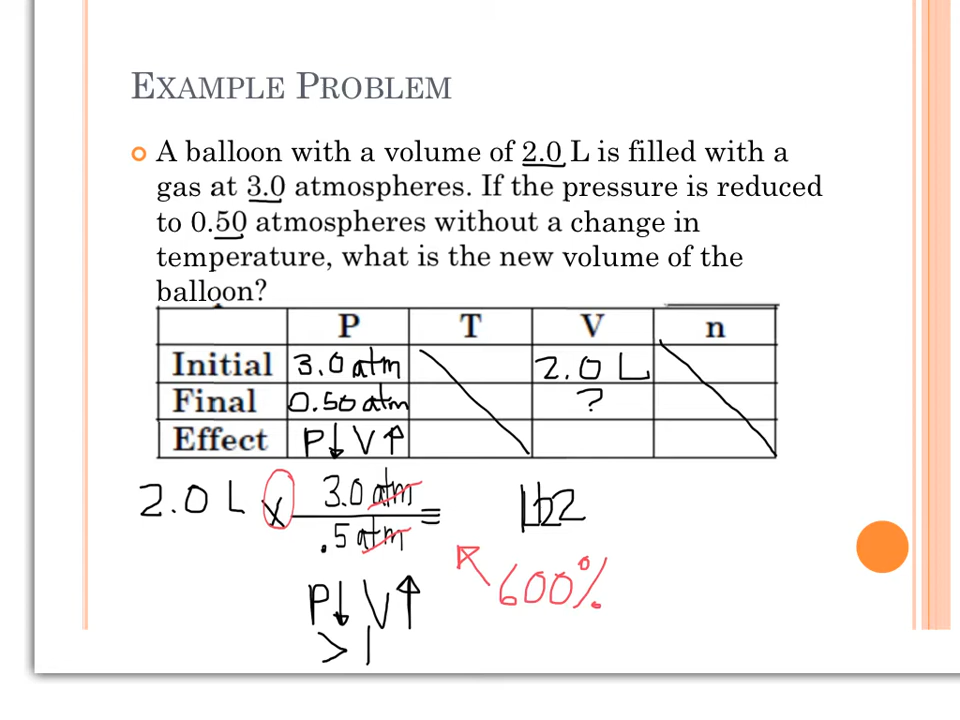 EXAMPLE PROBLEM
A balloon with a volume of 2.0 L is filled with a
gas at 3.0 atmospheres. If the pressure is reduced
to 0.50 atmospheres without a change in
temperature, what is the new volume of the
balloon?
P T V n
Initial 3.0 atm 2.0 L
Final 0.50 atm ?
Effect P↓ V↑
2.0 L x 3.0 atm
.5 atm =
600%
P↓ V↑
> 1